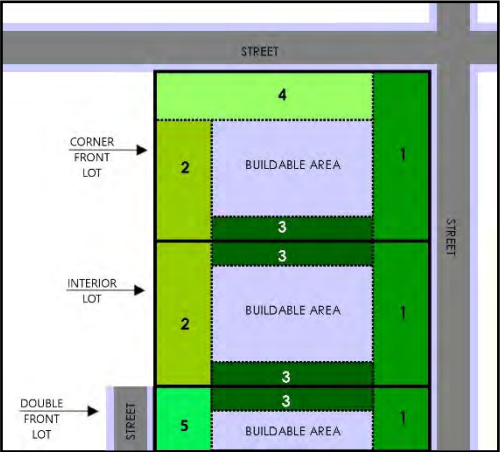 STREET
4
CORNER
FRONT
LOT
2
BUILDABLE AREA
1
3
STREET
3
INTERIOR
LOT
2
BUILDABLE AREA
1
3
3
DOUBLE
FRONT
LOT
STREET
5
BUILDABLE AREA
1